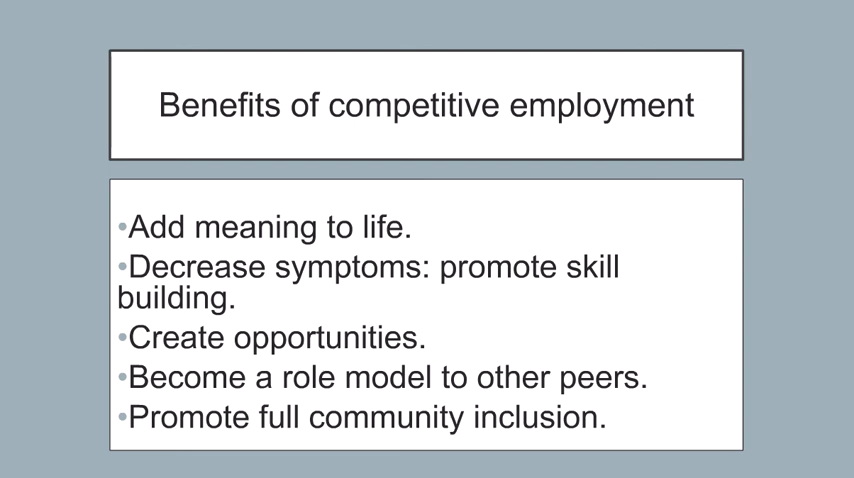 Benefits of competitive employment
•Add meaning to life.
•Decrease symptoms: promote skill
building.
•Create opportunities.
•Become a role model to other peers.
•Promote full community inclusion.